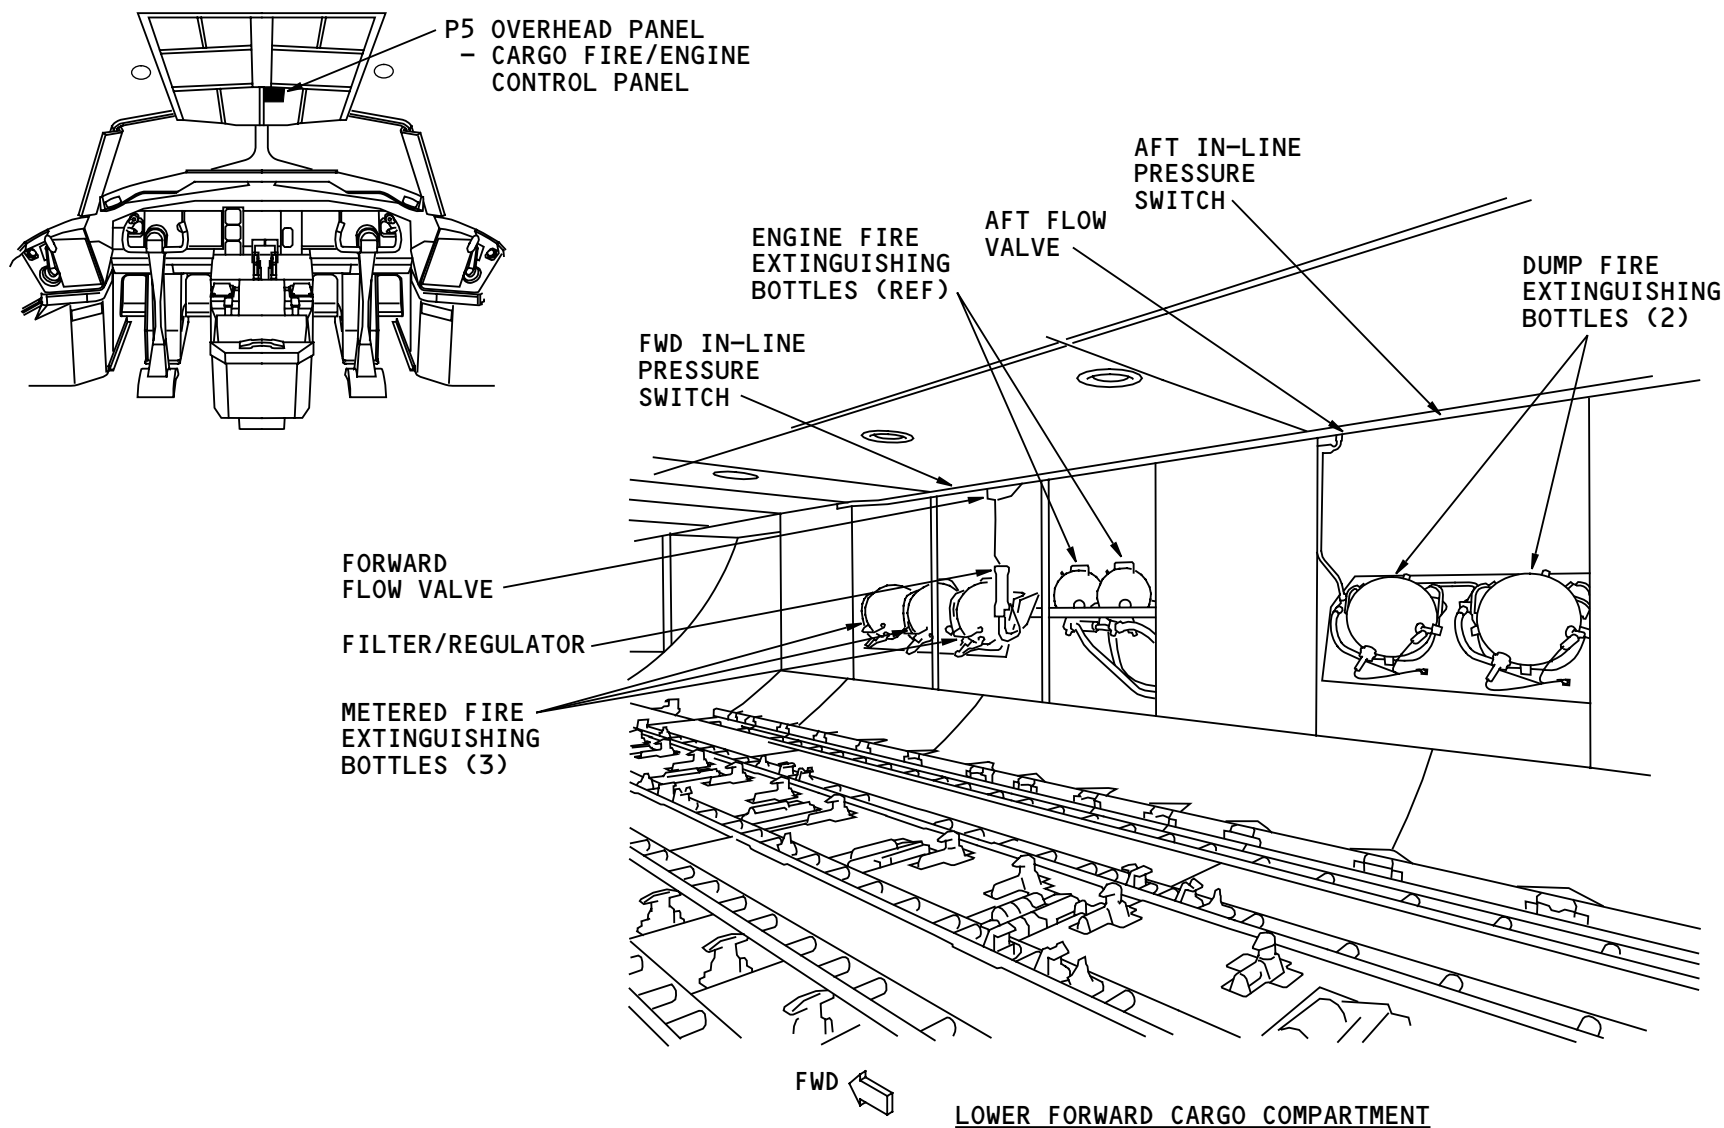 P5 OVERHEAD PANEL
– CARGO FIRE/ENGINE
CONTROL PANEL
AFT IN–LINE
PRESSURE
SWITCH
AFT FLOW
VALVE
ENGINE FIRE
EXTINGUISHING
BOTTLES (REF)
DUMP FIRE
EXTINGUISHING
BOTTLES (2)
FWD IN–LINE
PRESSURE
SWITCH
FORWARD
FLOW VALVE
FILTER/REGULATOR
METERED FIRE
EXTINGUISHING
BOTTLES (3)
FWD
LOWER FORWARD CARGO COMPARTMENT